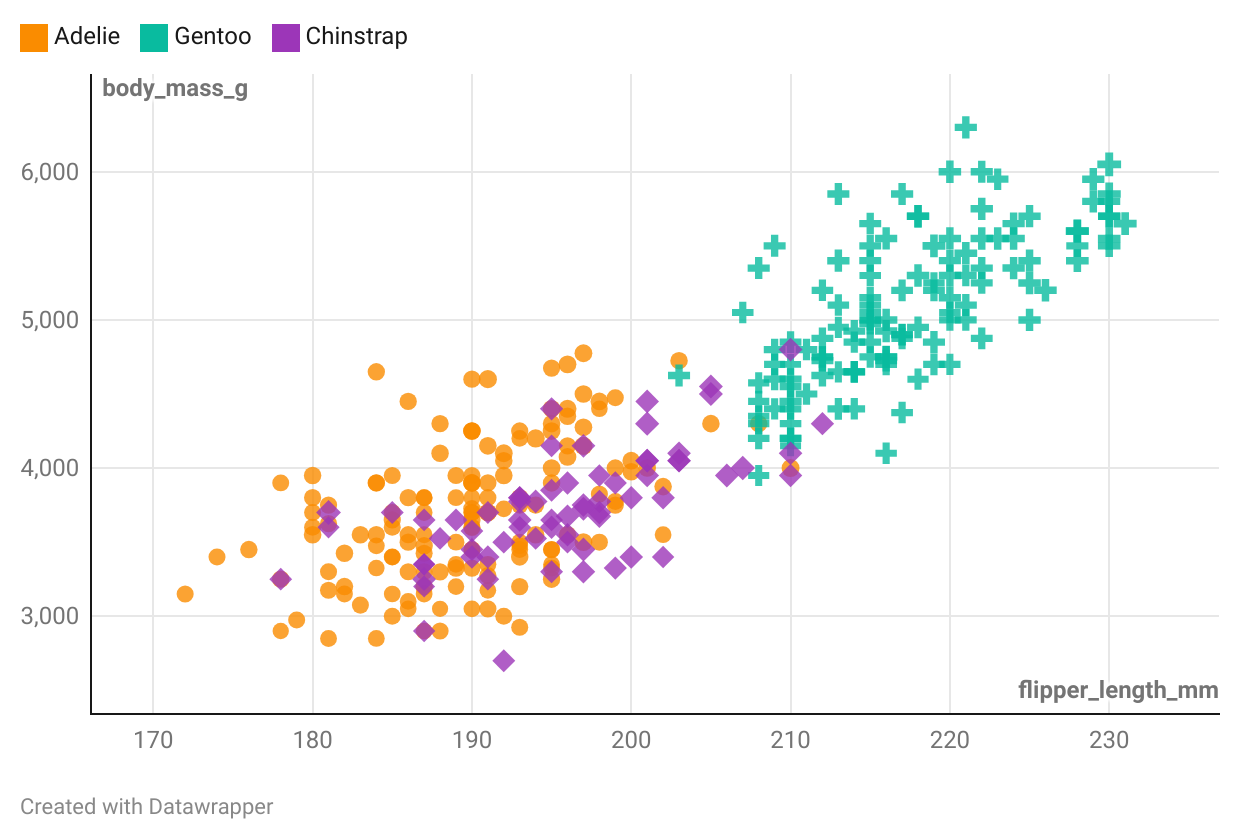 Adelie Gentoo Chinstrap
body_mass_g
6,000
5,000
4,000
3,000
flipper_length_mm
170 180 190 200 210 220 230
Created with Datawrapper